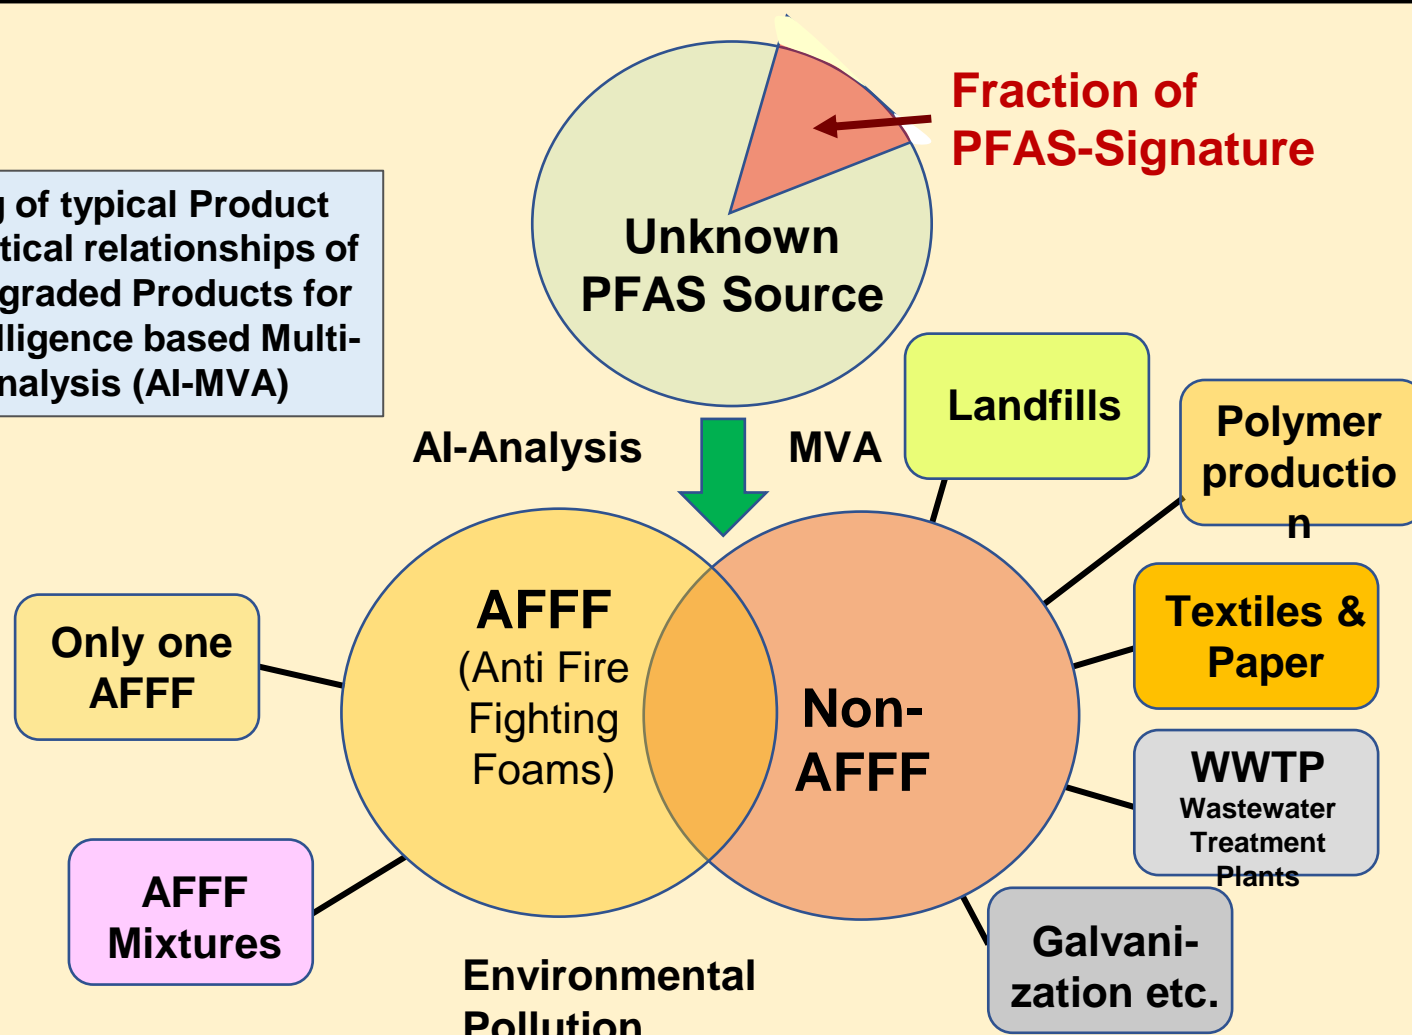 Fraction of
PFAS-Signature
g of typical Product
tical relationships of
graded Products for
lligence based Multi-
nalysis (AI-MVA)
Unknown
PFAS Source
AI-Analysis
MVA
Landfills
Polymer
productio
n
AFFF
(Anti Fire
Fighting
Foams)
Non-
AFFF
Only one
AFFF
Textiles &
Paper
WWTP
Wastewater
Treatment
Plants
AFFF
Mixtures
Galvani-
zation etc.
Environmental
Pollution